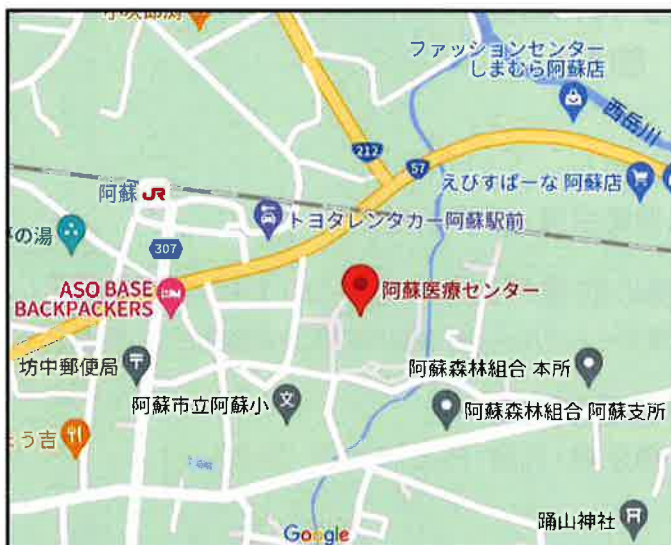 ファッションセンター
しまむら阿蘇店
西岳川
212
57
阿蘇 JR
えびすぱーな 阿蘇店
トヨタレンタカー阿蘇駅前
の湯
307
ASO BASE
BACKPACKERS
阿蘇医療センター
坊中郵便局
阿蘇森林組合 本所
阿蘇市立阿蘇小
文
阿蘇森林組合 阿蘇支所
う吉
踊山神社
Google